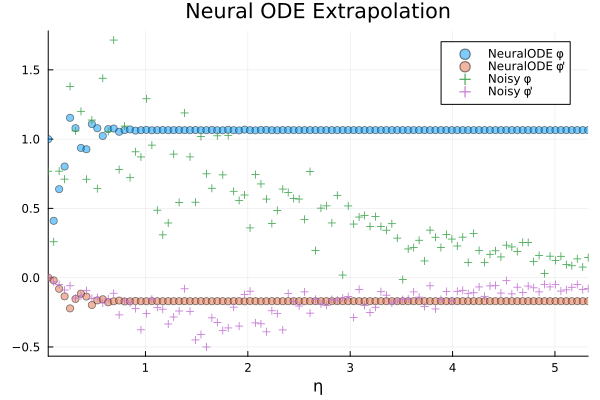 Neural ODE Extrapolation
NeuralODE φ
NeuralODE φ'
Noisy φ
Noisy φ'
1.5
1.0
0.5
0.0
−0.5
1 2 3 4 5
η